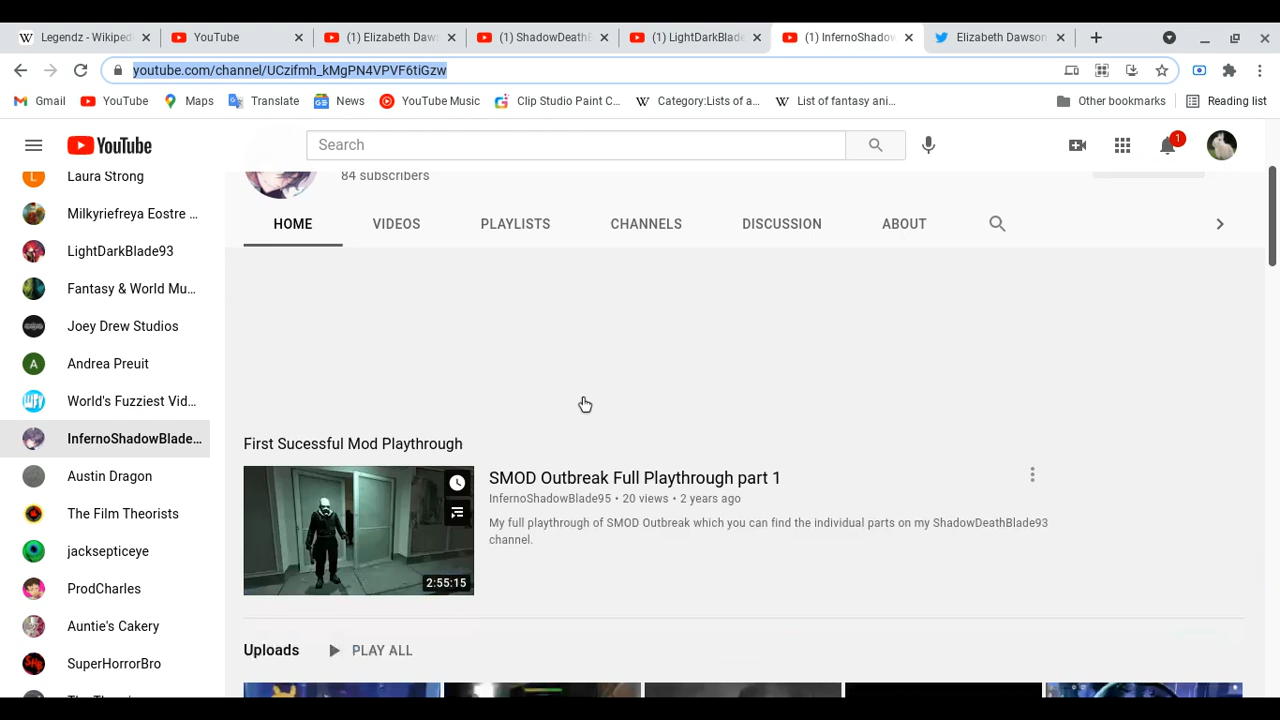 Legendz - Wikiped
YouTube
(1) Elizabeth Daws
(1) ShadowDeathB
(1) LightDarkBlade
(1) InfernoShadow
Elizabeth Dawson
youtube.com/channel/UCzifmh_kMgPN4VPVF6tiGzw
Gmail
YouTube
Maps
Translate
News
YouTube Music
Clip Studio Paint C...
Category:Lists of a...
List of fantasy ani...
Other bookmarks
Reading list
YouTube
Search
1
84 subscribers
Laura Strong
Milkyriefreya Eostre ...
LightDarkBlade93
Fantasy & World Mu...
Joey Drew Studios
Andrea Preuit
World's Fuzziest Vid...
InfernoShadowBlade...
Austin Dragon
The Film Theorists
jacksepticeye
ProdCharles
Auntie's Cakery
SuperHorrorBro
HOME
VIDEOS
PLAYLISTS
CHANNELS
DISCUSSION
ABOUT
First Sucessful Mod Playthrough
2:55:15
SMOD Outbreak Full Playthrough part 1
InfernoShadowBlade95 • 20 views • 2 years ago
My full playthrough of SMOD Outbreak which you can find the individual parts on my ShadowDeathBlade93
channel.
Uploads
PLAY ALL